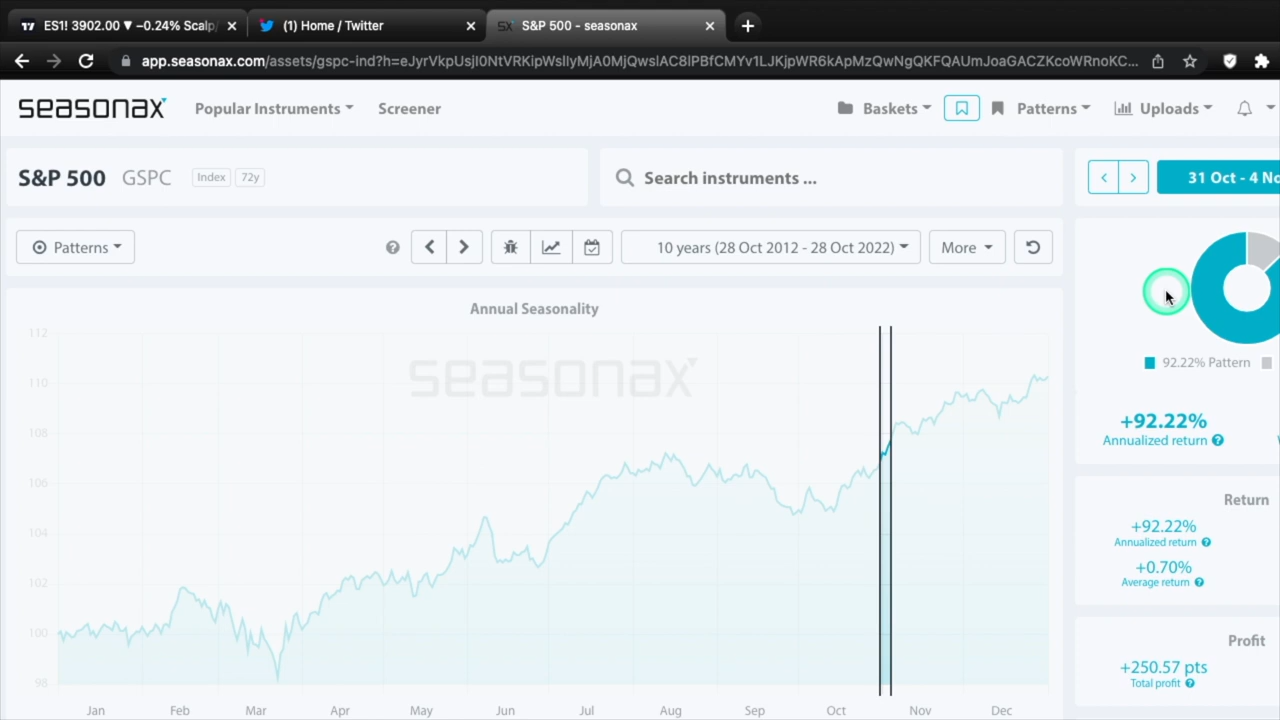 ES1! 3902.00 ▼ −0.24% Scalp
(1) Home / Twitter
S&P 500 - seasonax
app.seasonax.com/assets/gspc-ind?h=
seasonax
Popular Instruments
Screener
Baskets
Patterns
Uploads
S&P 500 GSPC Index 72y
Search instruments ...
31 Oct - 4 No
Patterns
10 years (28 Oct 2012 - 28 Oct 2022)
More
Annual Seasonality
seasonax
112
110
108
106
104
102
100
98
Jan Feb Mar Apr May Jun Jul Aug Sep Oct Nov Dec
92.22% Pattern
+92.22%
Annualized return
Return
+92.22%
Annualized return
+0.70%
Average return
Profit
+250.57 pts
Total profit